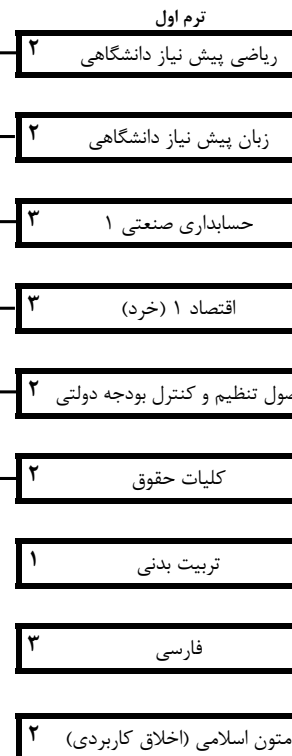 ترم اول
ریاضی پیش نیاز دانشگاهی ۲
زبان پیش نیاز دانشگاهی ۲
حسابداری صنعتی ۱ ۳
اقتصاد ۱ (خرد) ۳
تنظیم و کنترل بودجه دولتی ۲
کلیات حقوق ۲
تربیت بدنی ۱
فارسی ۳
متون اسلامی (اخلاق کاربردی) ۲